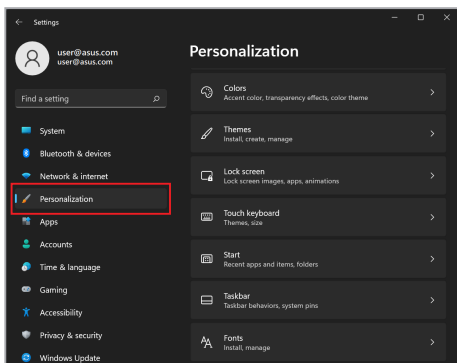 Settings
user@asus.com
user@asus.com
Find a setting
System
Bluetooth & devices
Network & internet
Personalization
Apps
Accounts
Time & language
Gaming
Accessibility
Privacy & security
Windows Update
Personalization
Colors
Accent color, transparency effects, color theme
Themes
Install, create, manage
Lock screen
Lock screen images, apps, animations
Touch keyboard
Themes, size
Start
Recent apps and items, folders
Taskbar
Taskbar behaviors, system pins
Fonts
Install, manage